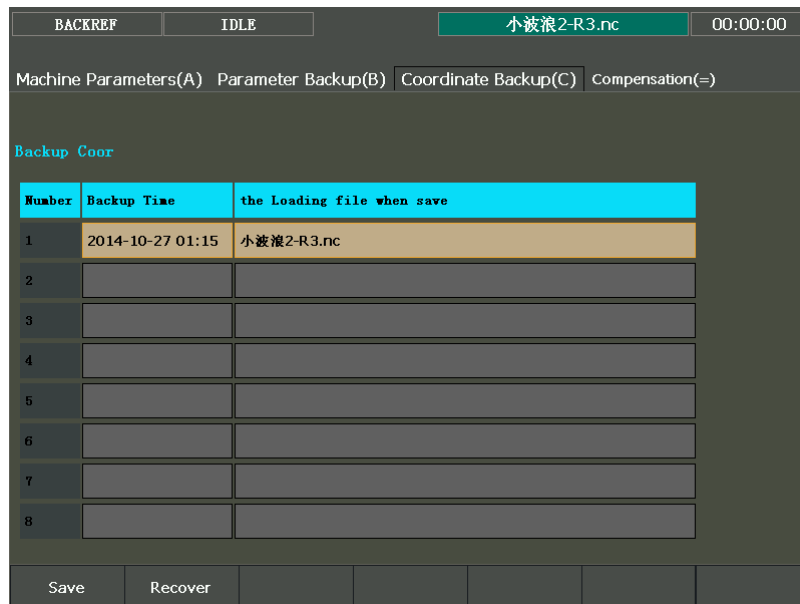 BACKREF IDLE 小波浪2-R3.nc 00:00:00
Machine Parameters(A) Parameter Backup(B) Coordinate Backup(C) Compensation(=)
Backup Coor
Number Backup Time the Loading file when save
1 2014-10-27 01:15 小波浪2-R3.nc
2
3
4
5
6
7
8
Save Recover